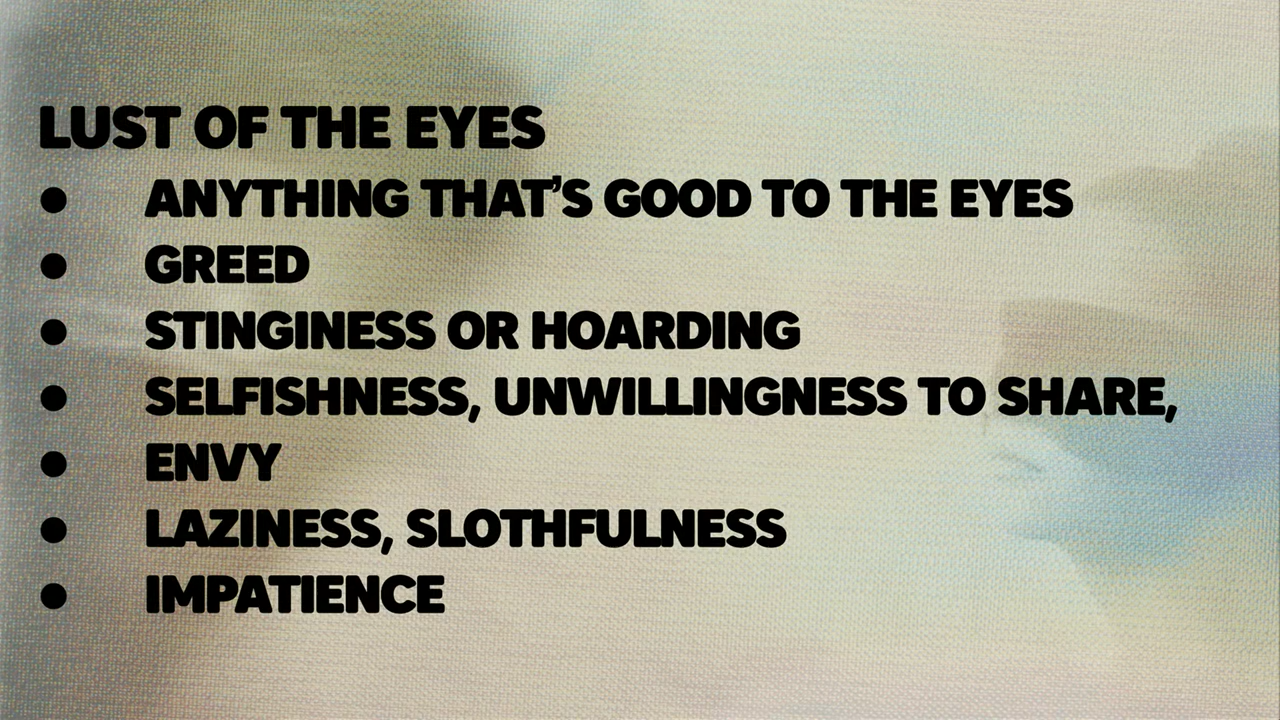 LUST OF THE EYES
● ANYTHING THAT’S GOOD TO THE EYES
● GREED
● STINGINESS OR HOARDING
● SELFISHNESS, UNWILLINGNESS TO SHARE,
● ENVY
● LAZINESS, SLOTHFULNESS
● IMPATIENCE